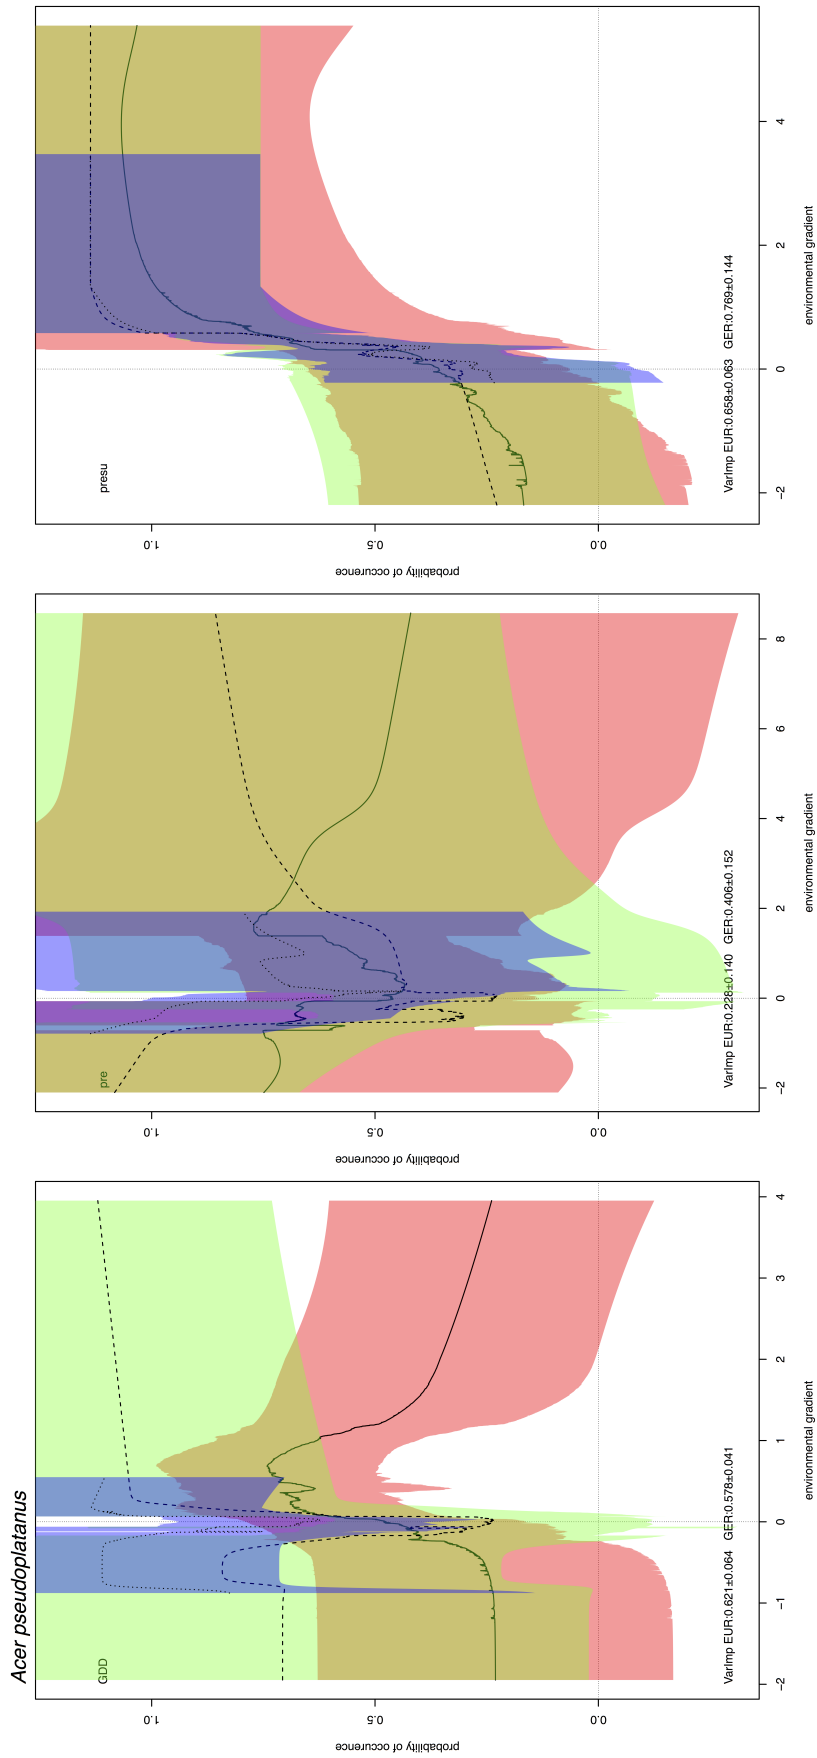 Acer pseudoplatanus
GDD
VarImp EUR:0.621±0.064 GER:0.578±0.041
probability of occurence
0.0 0.5 1.0
-2 -1 0 1 2 3 4
environmental gradient
pre
VarImp EUR:0.228±0.140 GER:0.406±0.152
probability of occurence
0.0 0.5 1.0
-2 0 2 4 6 8
environmental gradient
presu
VarImp EUR:0.658±0.063 GER:0.769±0.144
probability of occurence
0.0 0.5 1.0
-2 0 2 4
environmental gradient